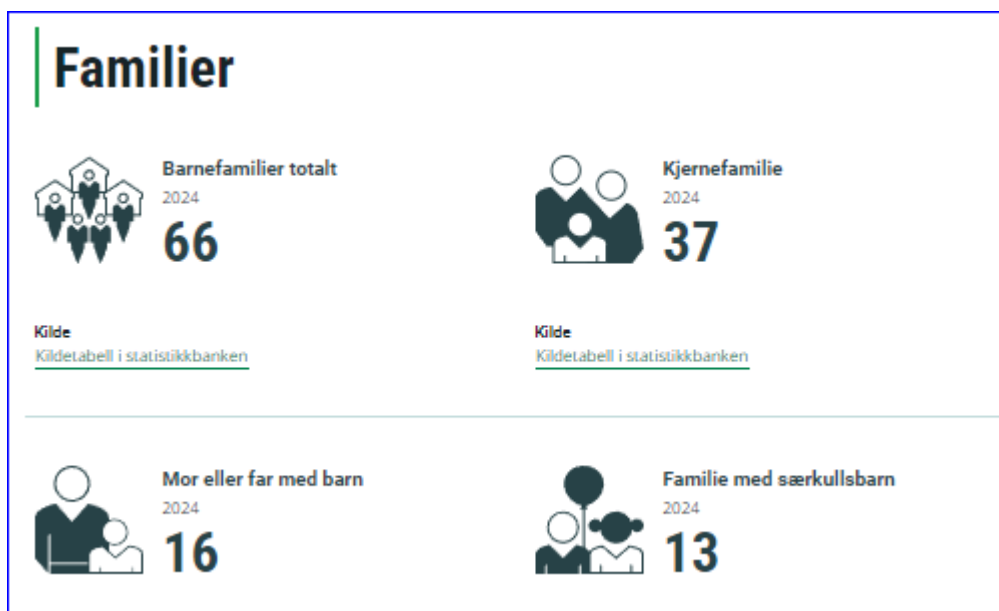 Familier
Barnefamilier totalt
2024
66
Kilde
Kildetabell i statistikkbanken
Kjernefamilie
2024
37
Kilde
Kildetabell i statistikkbanken
Mor eller far med barn
2024
16
Familie med særkullsbarn
2024
13